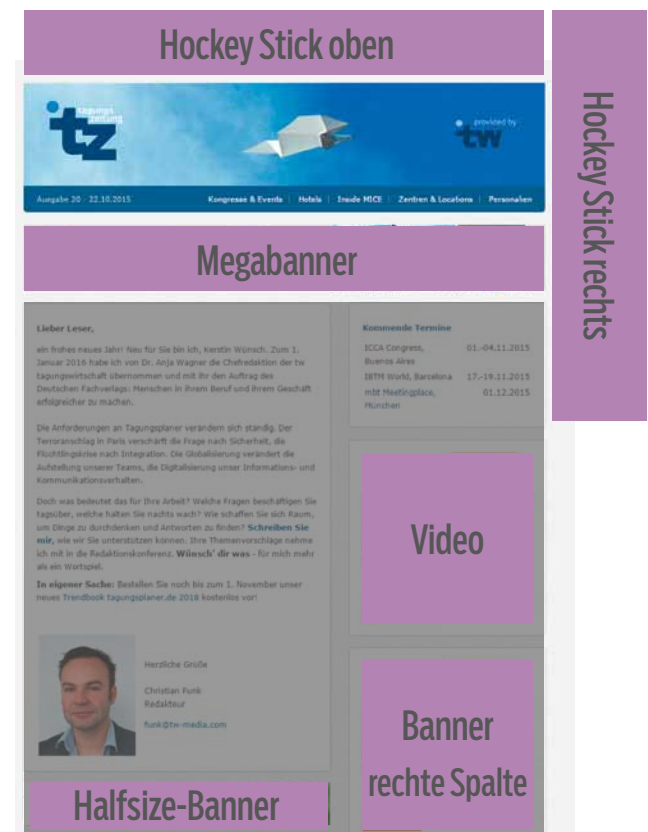 Hockey Stick oben
Hockey Stick rechts
tagungs
zeitung
tz
provided by
tw
Ausgabe 20 - 22.10.2015
Kongresse & Events | Hotels | Inside MICE | Zentren & Locations | Personalien
Megabanner
Lieber Leser,
ein frohes neues Jahr! Neu für Sie bin ich, Kerstin Wünsch. Zum 1.
Januar 2016 habe ich von Dr. Anja Wagner die Chefredaktion der tw
tagungswirtschaft übernommen und mit ihr den Auftrag des
Deutschen Fachverlags: Menschen in ihrem Beruf und ihrem Geschäft
erfolgreicher zu machen.
Die Anforderungen an Tagungsplaner verändern sich ständig. Der
Terroranschlag in Paris verschärft die Frage nach Sicherheit, die
Flüchtlingskrise nach Integration. Die Globalisierung verändert die
Aufstellung unserer Teams, die Digitalisierung unser Informations- und
Kommunikationsverhalten.
Doch was bedeutet das für Ihre Arbeit? Welche Fragen beschäftigen Sie
tagsüber, welche halten Sie nachts wach? Wie schaffen Sie sich Raum,
um Dinge zu durchdenken und Antworten zu finden? Schreiben Sie
mir, wie wir Sie unterstützen können. Ihre Themenvorschläge nehme
ich mit in die Redaktionskonferenz. Wünsch' dir was - für mich mehr
als ein Wortspiel.
In eigener Sache: Bestellen Sie noch bis zum 1. November unser
neues Trendbook tagungsplaner.de 2016 kostenlos vor!
Herzliche Grüße
Christian Funk
Redakteur
funk@tw-media.com
Halfsize-Banner
Kommende Termine
ICCA Congress, 01.-04.11.2015
Buenos Aires
IBTM World, Barcelona 17.-19.11.2015
mbt Meetingplace, 01.12.2015
München
Video
Banner
rechte Spalte